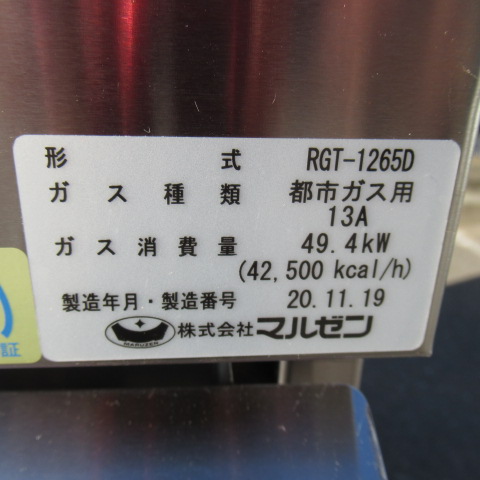 形式 RGT-1265D
ガス種類 都市ガス用
13A
ガス消費量 49.4kW
(42,500 kcal/h)
製造年月・製造番号 20.11.19
MARUZEN 株式会社マルゼン
証